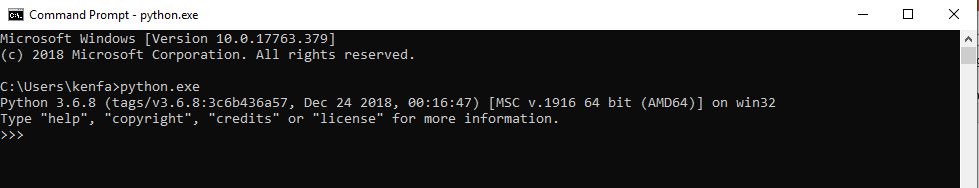 Command Prompt - python.exe
Microsoft Windows [Version 10.0.17763.379]
(c) 2018 Microsoft Corporation. All rights reserved.
C:\Users\kenfa>python.exe
Python 3.6.8 (tags/v3.6.8:3c6b436a57, Dec 24 2018, 00:16:47) [MSC v.1916 64 bit (AMD64)] on win32
Type "help", "copyright", "credits" or "license" for more information.
>>>